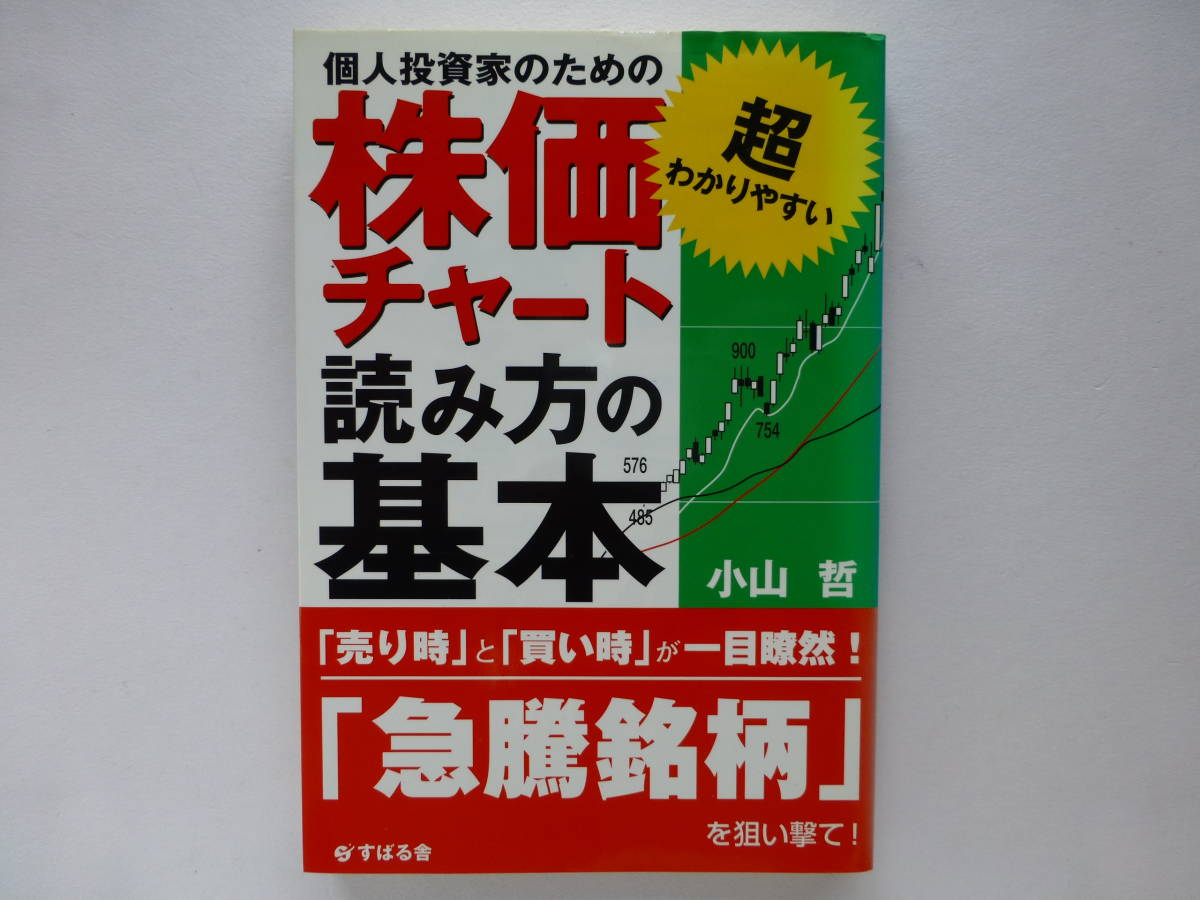 個人投資家のための
株価
チャート
読み方の
基本
超
わかりやすい
900
754
576
485
小山 哲
「売り時」と「買い時」が一目瞭然！
「急騰銘柄」
を狙い撃て！
すばる舎